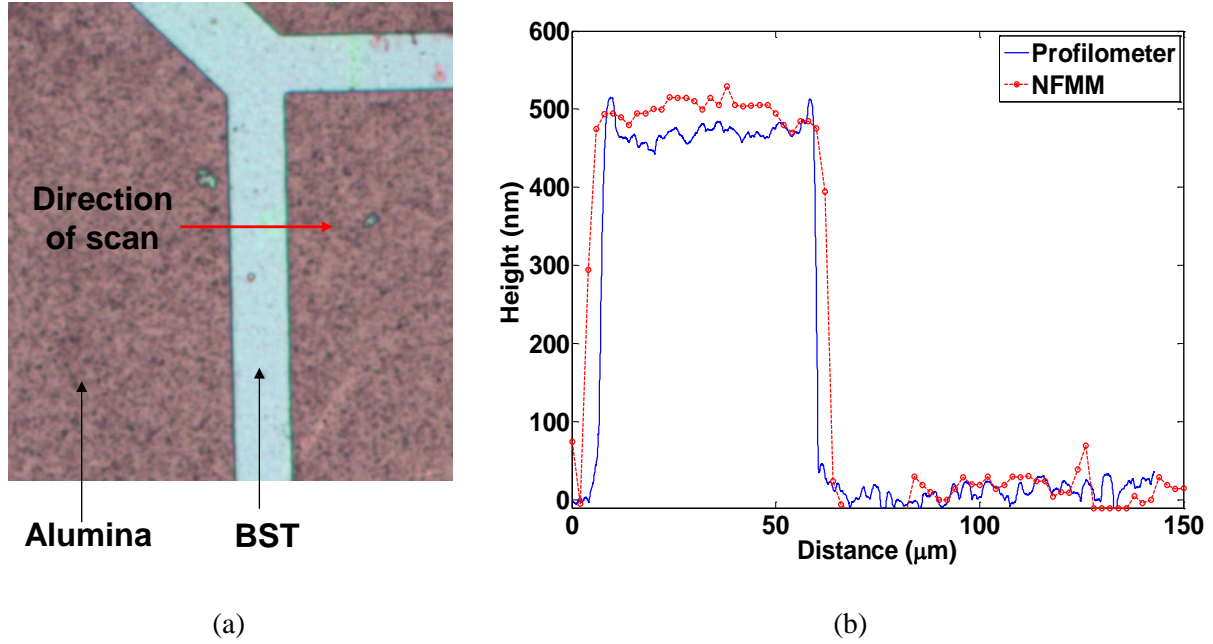 Direction
of scan
Alumina
BST
(a)
600
500
400
300
200
100
0
Height (nm)
0
50
100
150
Distance (μm)
Profilometer
NFMM
(b)